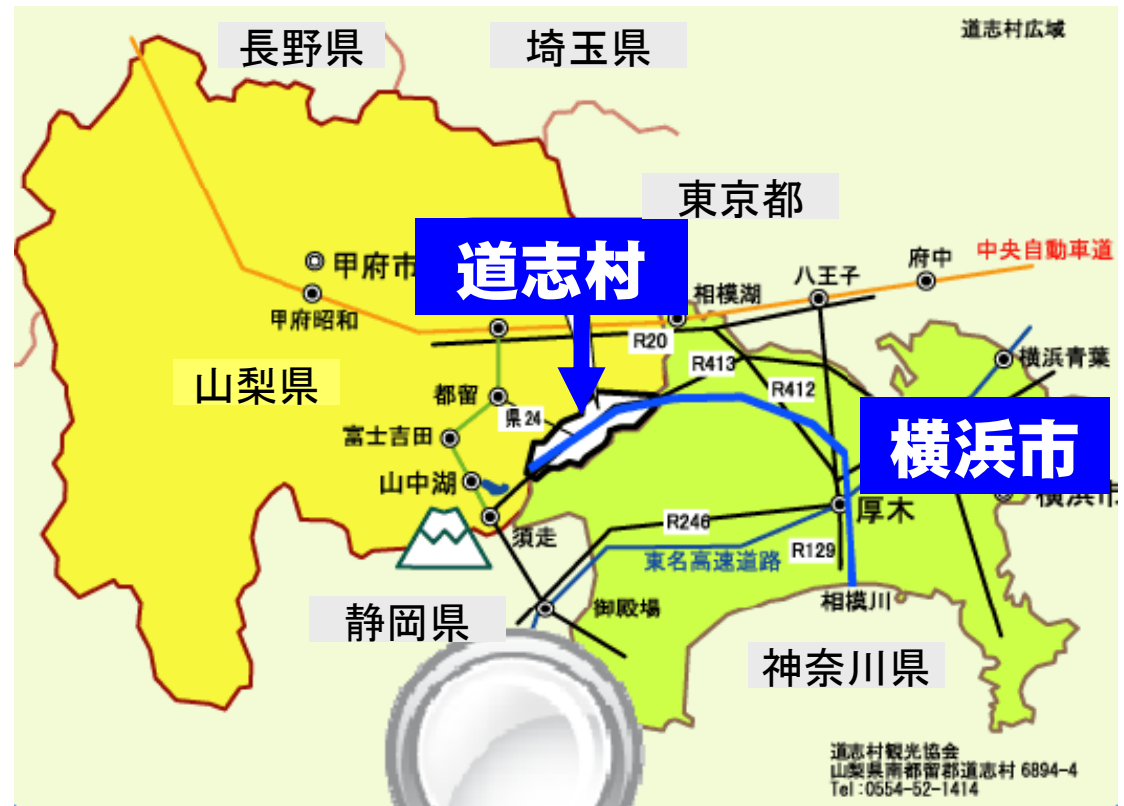 長野県
埼玉県
道志村広域
東京都
甲府市
道志村
府中
中央自動車道
八王子
相模湖
甲府昭和
R20
横浜青葉
R413
R412
山梨県
都留
県24
富士吉田
横浜市
山中湖
横浜市
厚木
R246
須走
R129
東名高速道路
静岡県
御殿場
相模川
神奈川県
道志村観光協会
山梨県南都留郡道志村 6894-4
Tel:0554-52-1414